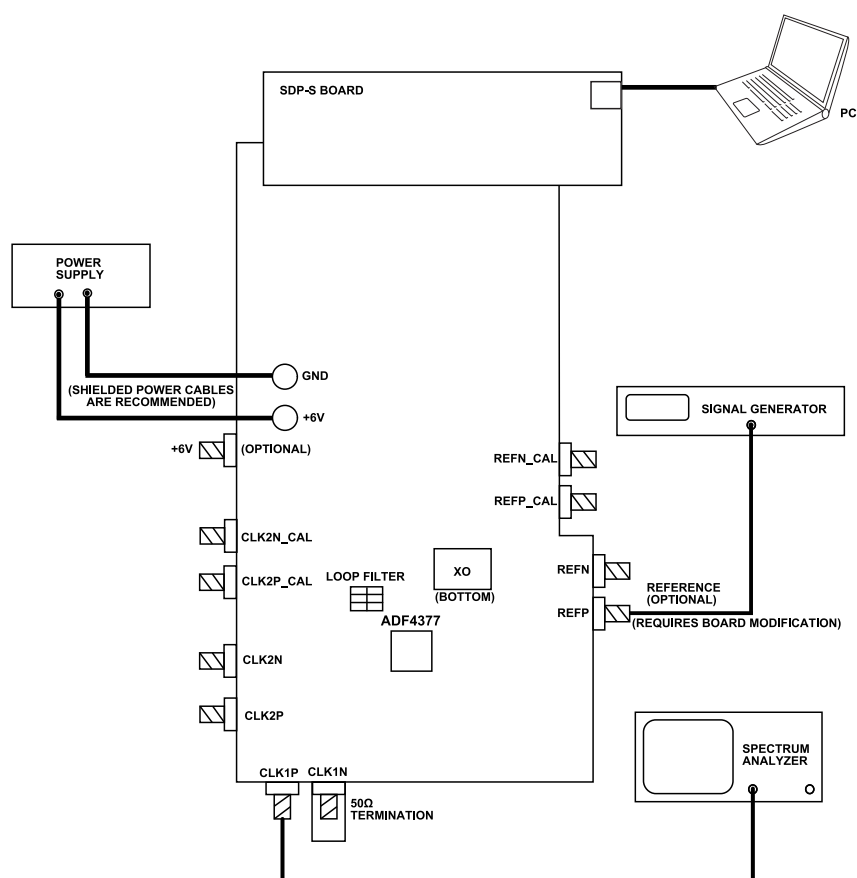 SDP-S BOARD
PC
POWER
SUPPLY
GND
(SHIELDED POWER CABLES
ARE RECOMMENDED)
+6V
+6V
(OPTIONAL)
SIGNAL GENERATOR
REFN_CAL
REFP_CAL
CLK2N_CAL
CLK2P_CAL
LOOP FILTER
XO
(BOTTOM)
REFN
REFERENCE
(OPTIONAL)
REFP
(REQUIRES BOARD MODIFICATION)
ADF4377
CLK2N
CLK2P
SPECTRUM
ANALYZER
CLK1P
CLK1N
50Ω
TERMINATION